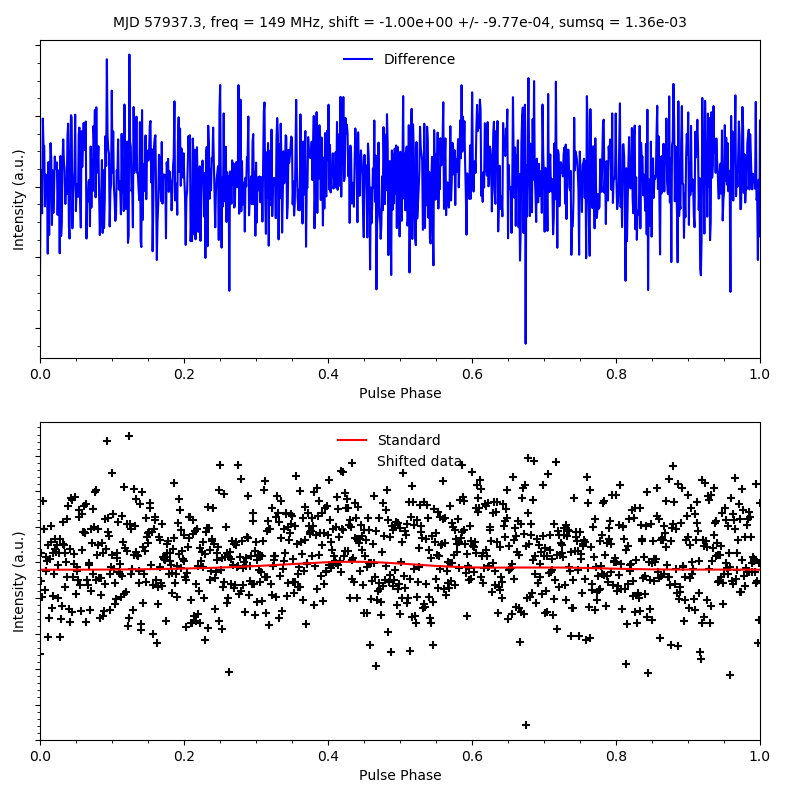 MJD 57937.3, freq = 149 MHz, shift = -1.00e+00 +/- -9.77e-04, sumsq = 1.36e-03
Difference
Intensity (a.u.)
0.0 0.2 0.4 0.6 0.8 1.0
Pulse Phase
Standard
Shifted data
Intensity (a.u.)
0.0 0.2 0.4 0.6 0.8 1.0
Pulse Phase